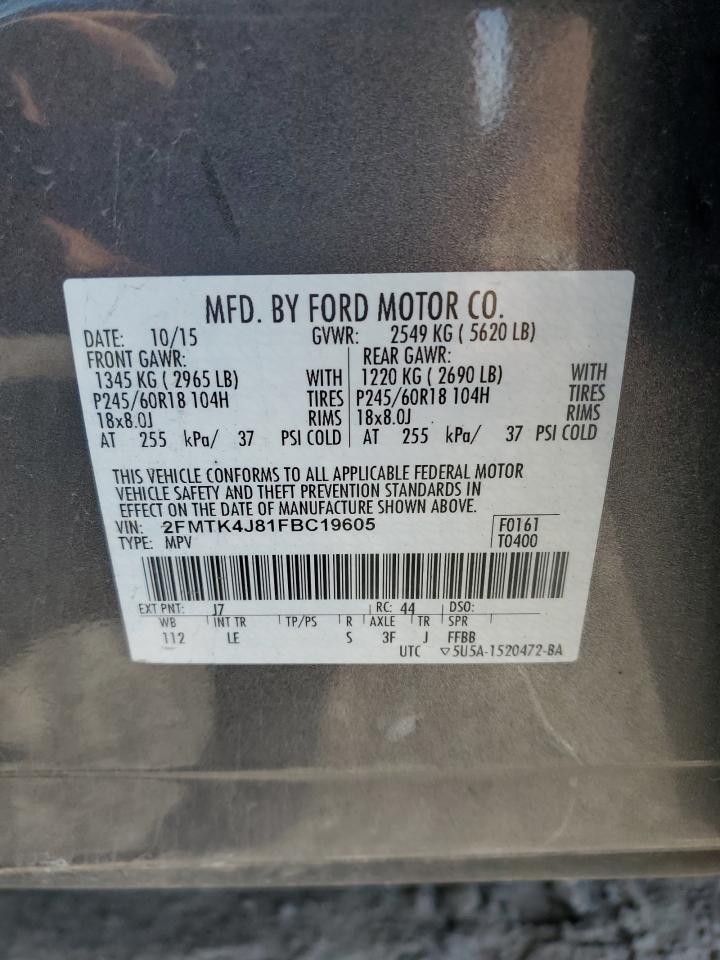 MFD. BY FORD MOTOR CO.
DATE: 10/15 GVWR: 2549 KG ( 5620 LB)
FRONT GAWR: REAR GAWR:
1345 KG ( 2965 LB) WITH 1220 KG ( 2690 LB) WITH
P245/60R18 104H TIRES P245/60R18 104H TIRES
18x8.0J RIMS 18x8.0J RIMS
AT 255 kPa/ 37 PSI COLD AT 255 kPa/ 37 PSI COLD
THIS VEHICLE CONFORMS TO ALL APPLICABLE FEDERAL MOTOR
VEHICLE SAFETY AND THEFT PREVENTION STANDARDS IN
EFFECT ON THE DATE OF MANUFACTURE SHOWN ABOVE.
VIN: 2FMTK4J81FBC19605 F0161
TYPE: MPV T0400
EXT PNT: J7 RC: 44 DSO:
WB INT TR TP/PS R AXLE TR SPR
112 LE S 3F J FFBB
UTC ▽5U5A-1520472-BA